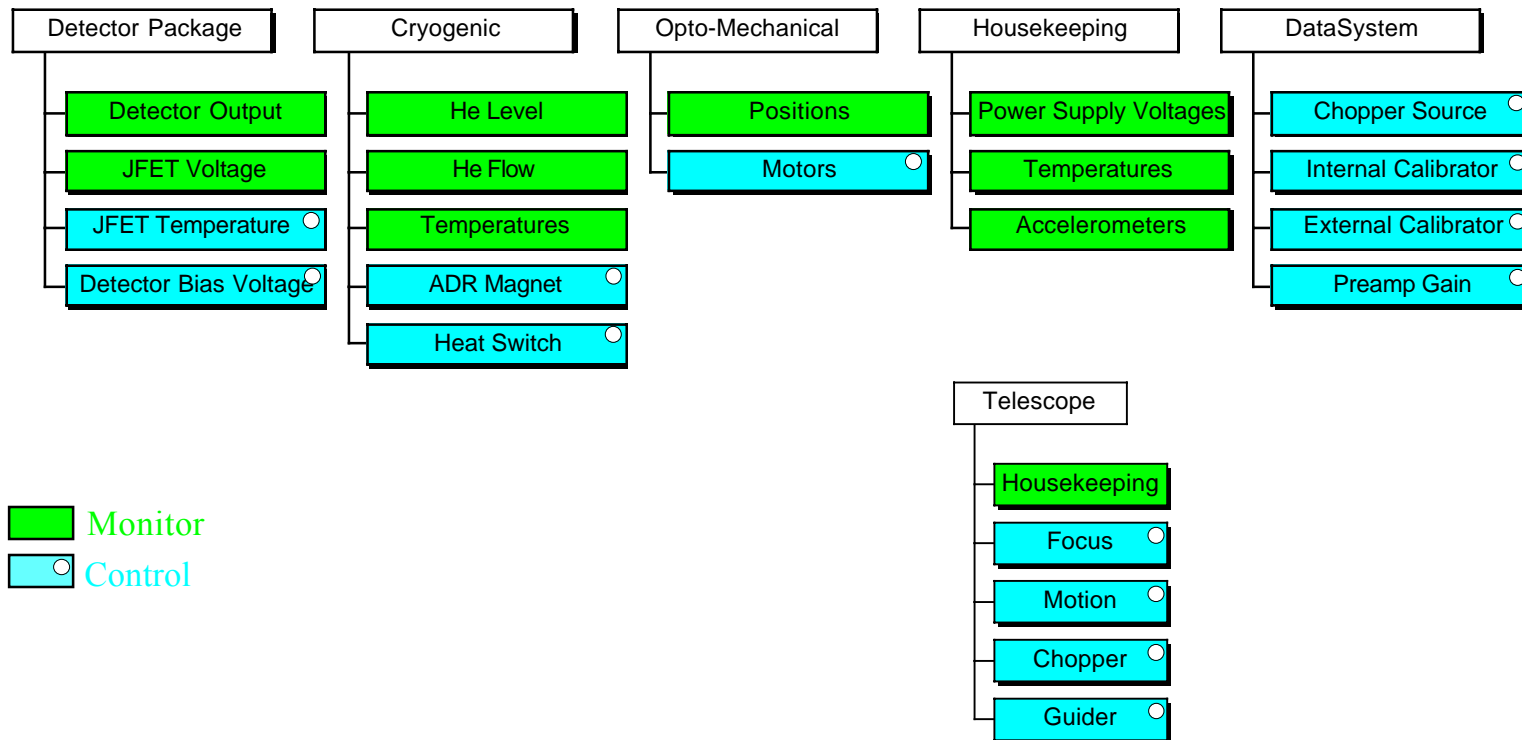 Detector Package
Detector Output
JFET Voltage
JFET Temperature
Detector Bias Voltage
Cryogenic
He Level
He Flow
Temperatures
ADR Magnet
Heat Switch
Opto-Mechanical
Positions
Motors
Housekeeping
Power Supply Voltages
Temperatures
Accelerometers
DataSystem
Chopper Source
Internal Calibrator
External Calibrator
Preamp Gain
Telescope
Housekeeping
Focus
Motion
Chopper
Guider
Monitor
Control